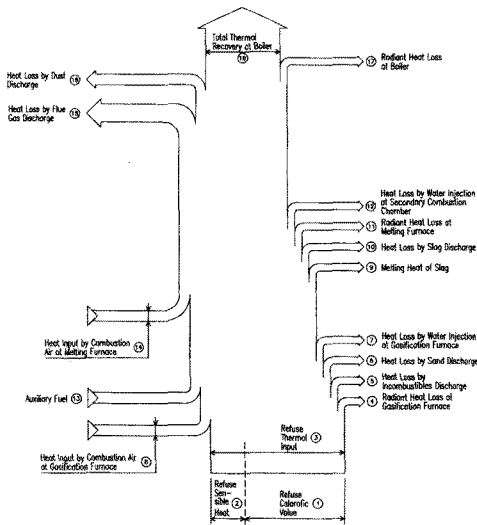 Total Thermal
Recovery at Boiler
18
Radiant Heat Loss
17
at Boiler
Heat Loss by Dust
16
Discharge
Heat Loss by Flue
15
Gas Discharge
Heat Loss by Water Injection
12
at Secondary Combustion
Chamber
Radiant Heat Loss at
11
Melting Furnace
10 Heat Loss by Slag Discharge
9 Melting Heat of Slag
Heat Input by Combustion
14
Air at Melting Furnace
Heat Loss by Water Injection
7
at Gasification Furnace
6 Heat Loss by Sand Discharge
Heat Loss by
5
Incombustibles Discharge
Radiant Heat Loss at
4
Gasification Furnace
Auxiliary Fuel 13
Heat Input by Combustion Air
8
at Gasification Furnace
Refuse
Thermal 3
Input
Refuse
Sen-
sible 2
Heat
Refuse
Calorofic 1
Value